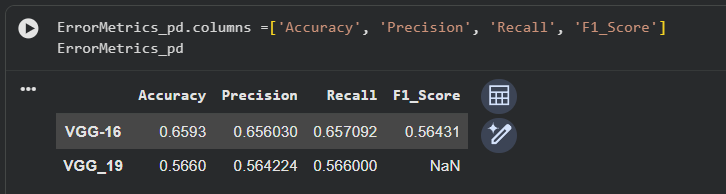 ErrorMetrics_pd.columns =['Accuracy', 'Precision', 'Recall', 'F1_Score']
ErrorMetrics_pd
Accuracy Precision Recall F1_Score
VGG-16 0.6593 0.656030 0.657092 0.56431
VGG_19 0.5660 0.564224 0.566000 NaN